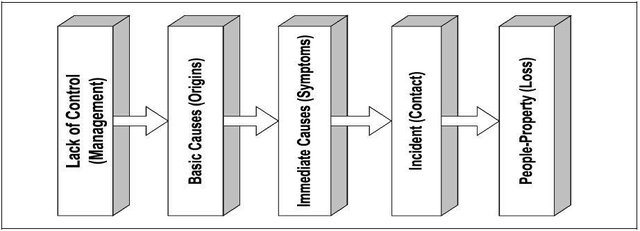 Lack of Control
(Management)
Basic Causes (Origins)
Immediate Causes (Symptoms)
Incident (Contact)
People-Property (Loss)